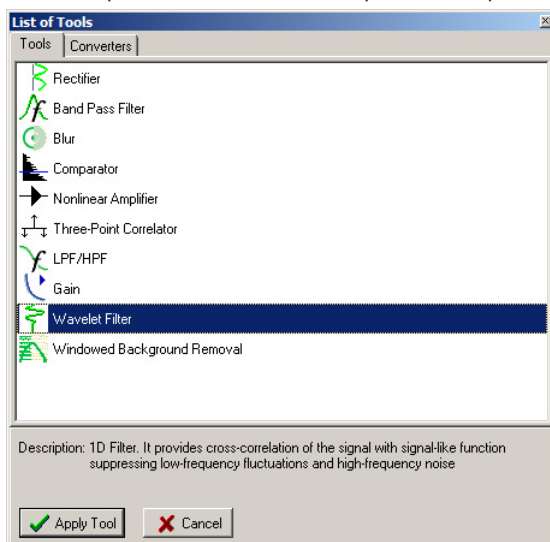 List of Tools
Tools Converters
Rectifier
Band Pass Filter
Blur
Comparator
Nonlinear Amplifier
Three-Point Correlator
LPF/HPF
Gain
Wavelet Filter
Windowed Background Removal
Description: 1D Filter. It provides cross-correlation of the signal with signal-like function
suppressing low-frequency fluctuations and high-frequency noise
Apply Tool Cancel